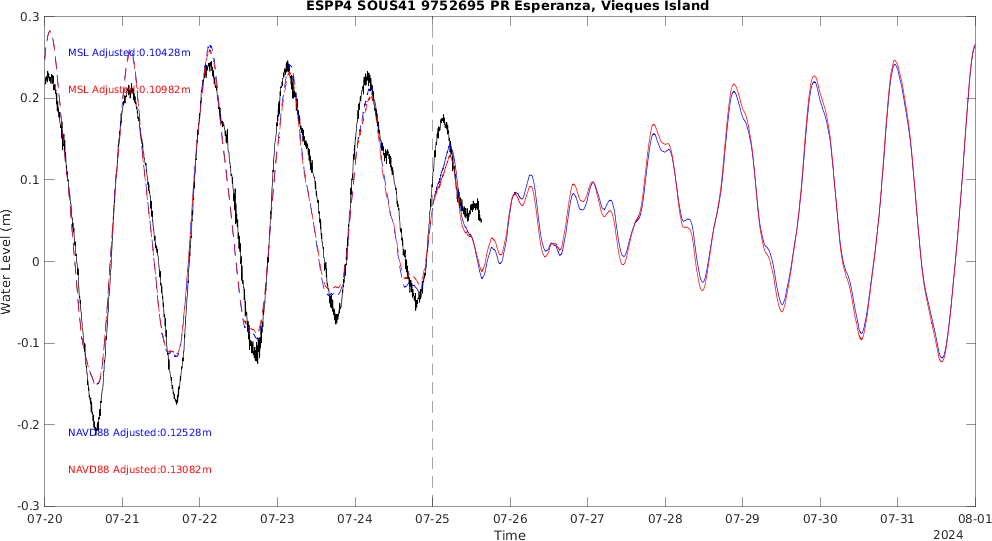 ESPP4 SOUS41 9752695 PR Esperanza, Vieques Island
0.3
MSL Adjusted:0.10428m
MSL Adjusted:0.10982m
0.2
0.1
Water Level (m)
0
-0.1
-0.2
NAVD88 Adjusted:0.12528m
NAVD88 Adjusted:0.13082m
-0.3
07-20 07-21 07-22 07-23 07-24 07-25 07-26 07-27 07-28 07-29 07-30 07-31 08-01
Time
2024